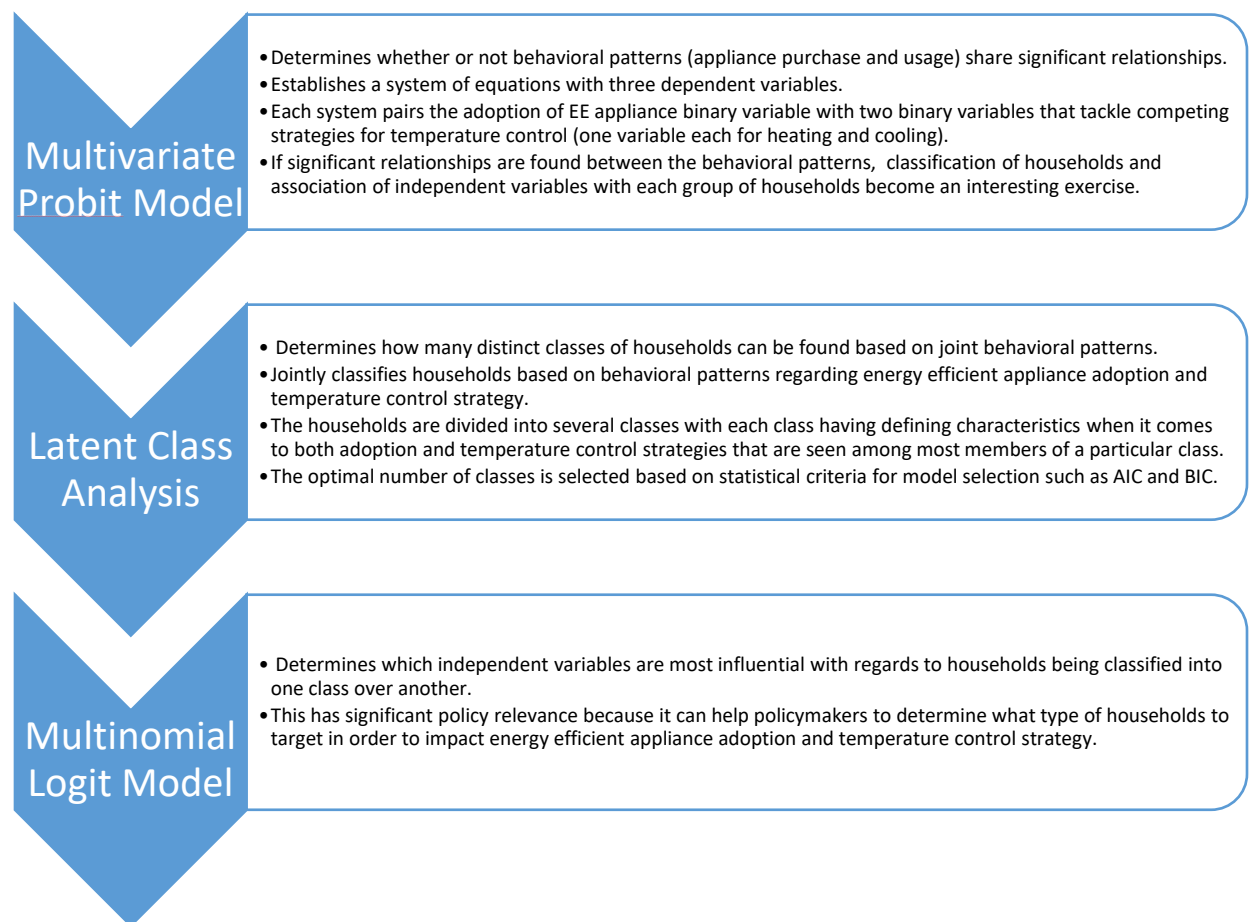 Multivariate
Probit Model
•Determines whether or not behavioral patterns (appliance purchase and usage) share significant relationships.
•Establishes a system of equations with three dependent variables.
•Each system pairs the adoption of EE appliance binary variable with two binary variables that tackle competing
strategies for temperature control (one variable each for heating and cooling).
•If significant relationships are found between the behavioral patterns, classification of households and
association of independent variables with each group of households become an interesting exercise.
Latent Class
Analysis
• Determines how many distinct classes of households can be found based on joint behavioral patterns.
•Jointly classifies households based on behavioral patterns regarding energy efficient appliance adoption and
temperature control strategy.
•The households are divided into several classes with each class having defining characteristics when it comes
to both adoption and temperature control strategies that are seen among most members of a particular class.
•The optimal number of classes is selected based on statistical criteria for model selection such as AIC and BIC.
Multinomial
Logit Model
• Determines which independent variables are most influential with regards to households being classified into
one class over another.
•This has significant policy relevance because it can help policymakers to determine what type of households to
target in order to impact energy efficient appliance adoption and temperature control strategy.